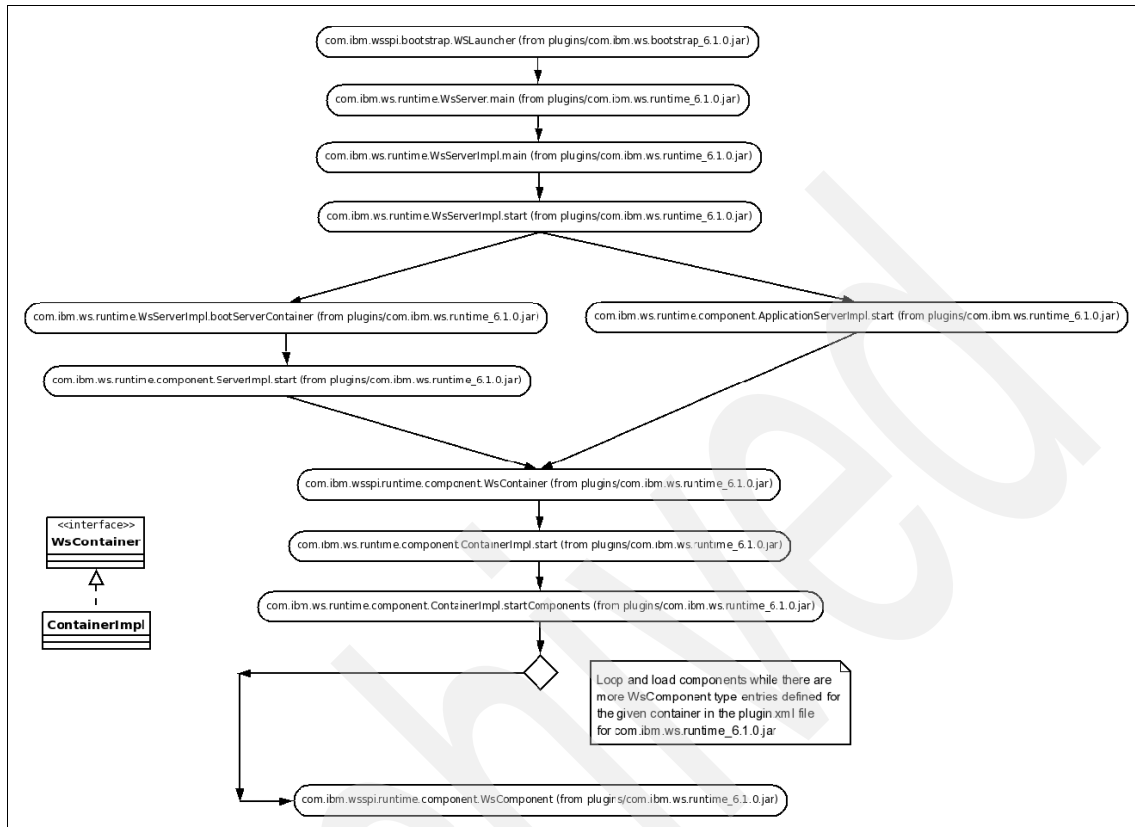 com.ibm.wsspi.bootstrap.WSLauncher (from plugins/com.ibm.ws.bootstrap_6.1.0.jar)
com.ibm.ws.runtime.WsServer.main (from plugins/com.ibm.ws.runtime_6.1.0.jar)
com.ibm.ws.runtime.WsServerImpl.main (from plugins/com.ibm.ws.runtime_6.1.0.jar)
com.ibm.ws.runtime.WsServerImpl.start (from plugins/com.ibm.ws.runtime_6.1.0.jar)
com.ibm.ws.runtime.WsServerImpl.bootServerContainer (from plugins/com.ibm.ws.runtime_6.1.0.jar)
com.ibm.ws.runtime.component.ApplicationServerImpl.start (from plugins/com.ibm.ws.runtime_6.1.0.jar)
com.ibm.ws.runtime.component.ServerImpl.start (from plugins/com.ibm.ws.runtime_6.1.0.jar)
com.ibm.wsspi.runtime.component.WsContainer (from plugins/com.ibm.ws.runtime_6.1.0.jar)
<<interface>>
WsContainer
com.ibm.ws.runtime.component.ContainerImpl.start (from plugins/com.ibm.ws.runtime_6.1.0.jar)
com.ibm.ws.runtime.component.ContainerImpl.startComponents (from plugins/com.ibm.ws.runtime_6.1.0.jar)
ContainerImpl
Loop and load components while there are
more WsComponent type entries defined for
the given container in the plugin.xml file
for com.ibm.ws.runtime_6.1.0.jar
com.ibm.wsspi.runtime.component.WsComponent (from plugins/com.ibm.ws.runtime_6.1.0.jar)
hived